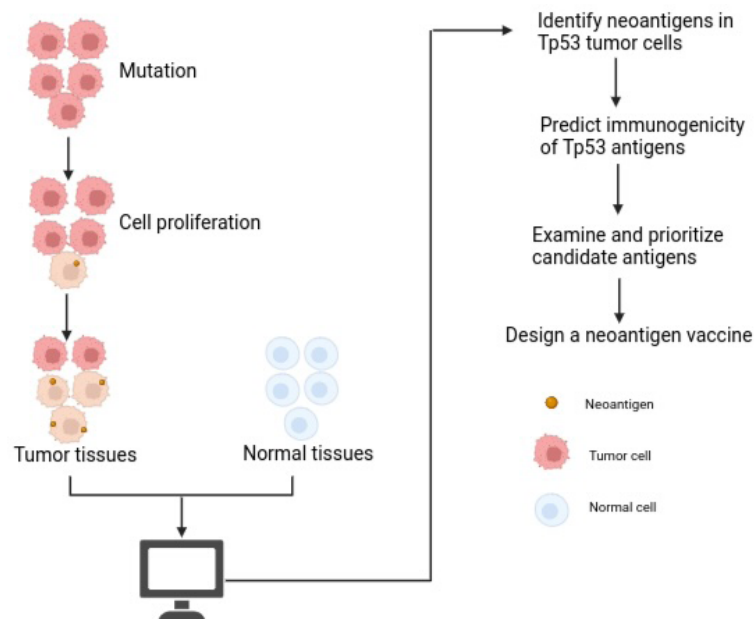 Mutation
Cell proliferation
Tumor tissues
Normal tissues
Identify neoantigens in
Tp53 tumor cells
Predict immunogenicity
of Tp53 antigens
Examine and prioritize
candidate antigens
Design a neoantigen vaccine
Neoantigen
Tumor cell
Normal cell